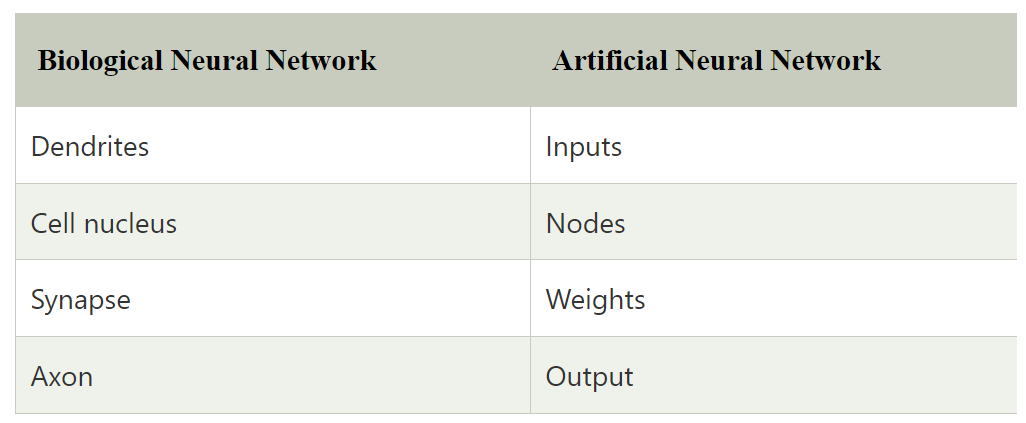 Biological Neural Network Artificial Neural Network
Dendrites Inputs
Cell nucleus Nodes
Synapse Weights
Axon Output